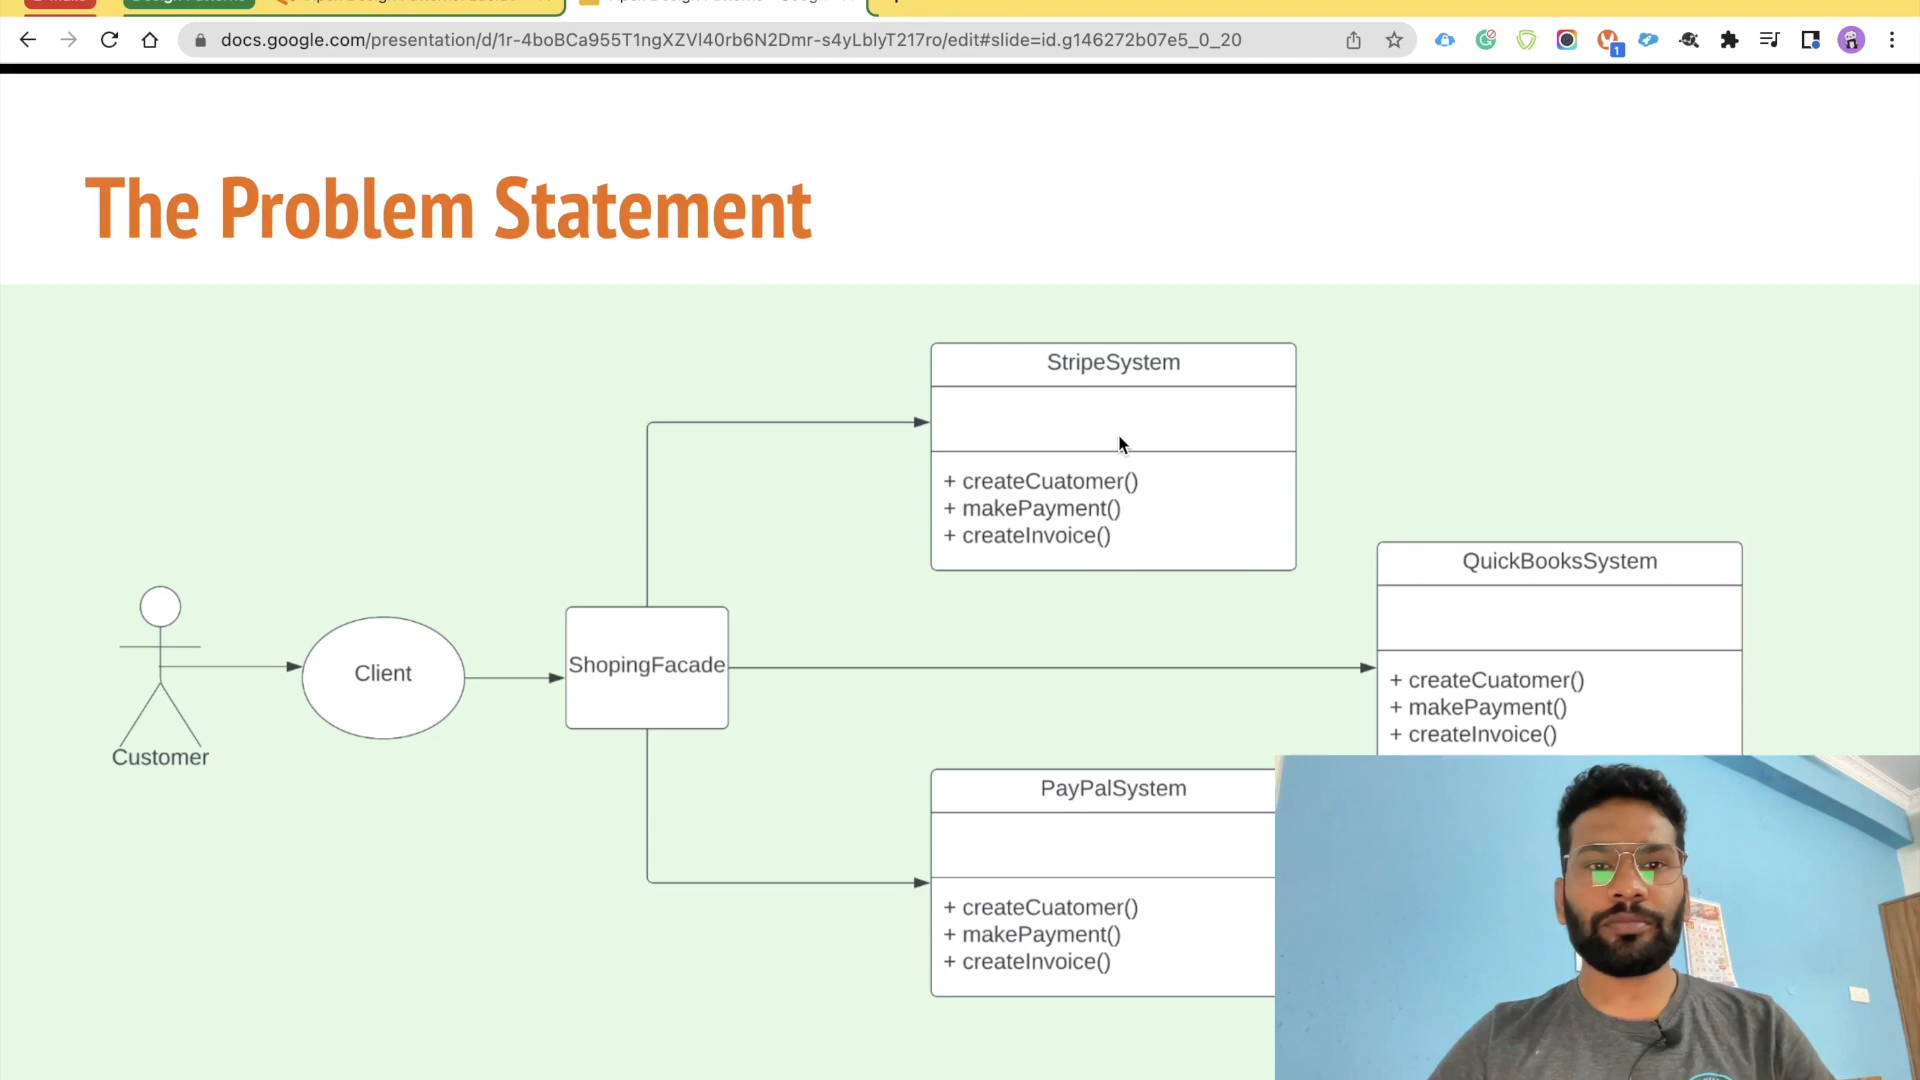 docs.google.com/presentation/d/1r-4boBCa955T1ngXZVl40rb6N2Dmr-s4yLblyT217ro/edit#slide=id.g146272b07e5_0_20
1
The Problem Statement
StripeSystem
+ createCuatomer()
+ makePayment()
+ createInvoice()
QuickBooksSystem
+ createCuatomer()
+ makePayment()
+ createInvoice()
Customer
Client
ShopingFacade
PayPalSystem
+ createCuatomer()
+ makePayment()
+ createInvoice()